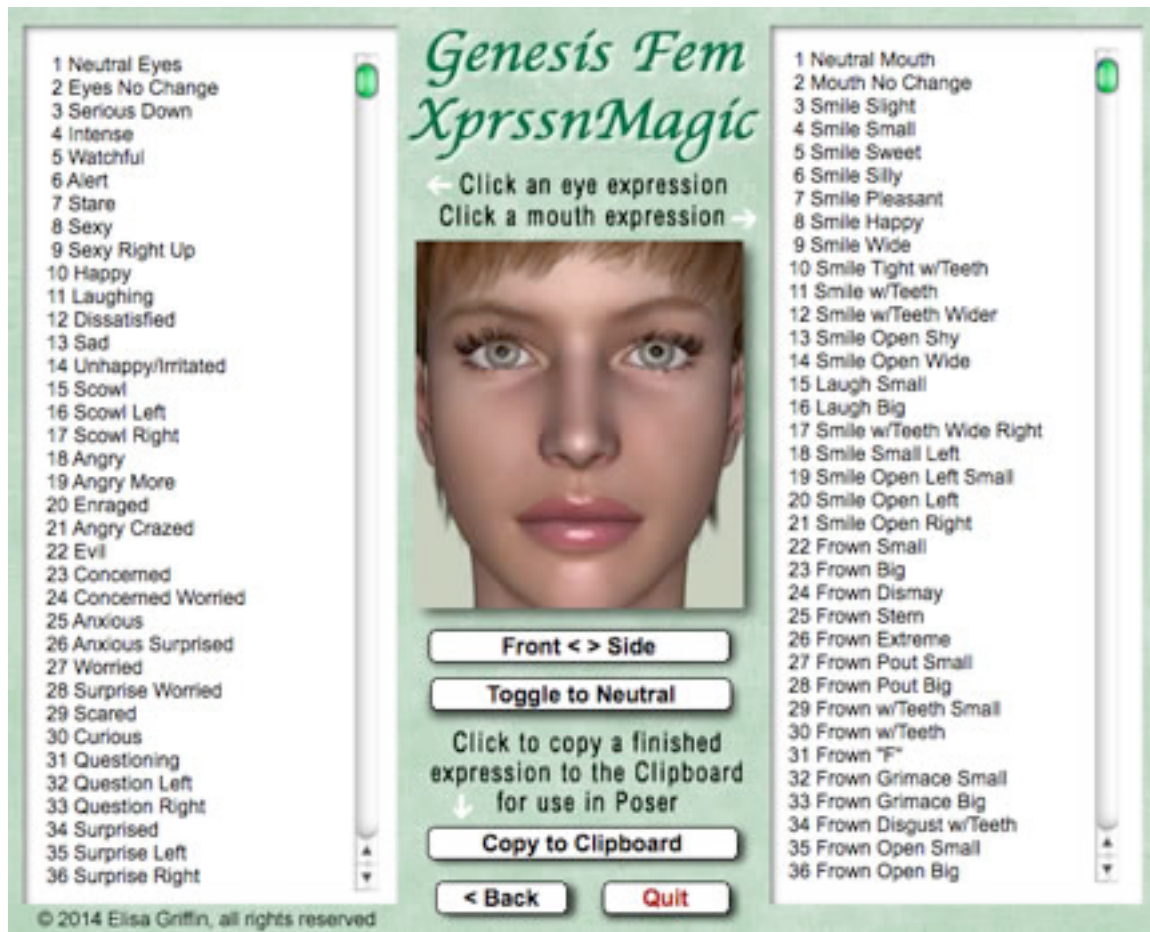 1 Neutral Eyes
2 Eyes No Change
3 Serious Down
4 Intense
5 Watchful
6 Alert
7 Stare
8 Sexy
9 Sexy Right Up
10 Happy
11 Laughing
12 Dissatisfied
13 Sad
14 Unhappy/Irritated
15 Scowl
16 Scowl Left
17 Scowl Right
18 Angry
19 Angry More
20 Enraged
21 Angry Crazed
22 Evil
23 Concerned
24 Concerned Worried
25 Anxious
26 Anxious Surprised
27 Worried
28 Surprise Worried
29 Scared
30 Curious
31 Questioning
32 Question Left
33 Question Right
34 Surprised
35 Surprise Left
36 Surprise Right
© 2014 Elisa Griffin, all rights reserved
Genesis Fem
XprssnMagic
← Click an eye expression
Click a mouth expression →
Front < > Side
Toggle to Neutral
Click to copy a finished
expression to the Clipboard
↓ for use in Poser
Copy to Clipboard
< Back
Quit
1 Neutral Mouth
2 Mouth No Change
3 Smile Slight
4 Smile Small
5 Smile Sweet
6 Smile Silly
7 Smile Pleasant
8 Smile Happy
9 Smile Wide
10 Smile Tight w/Teeth
11 Smile w/Teeth
12 Smile w/Teeth Wider
13 Smile Open Shy
14 Smile Open Wide
15 Laugh Small
16 Laugh Big
17 Smile w/Teeth Wide Right
18 Smile Small Left
19 Smile Open Left Small
20 Smile Open Left
21 Smile Open Right
22 Frown Small
23 Frown Big
24 Frown Dismay
25 Frown Stern
26 Frown Extreme
27 Frown Pout Small
28 Frown Pout Big
29 Frown w/Teeth Small
30 Frown w/Teeth
31 Frown "F"
32 Frown Grimace Small
33 Frown Grimace Big
34 Frown Disgust w/Teeth
35 Frown Open Small
36 Frown Open Big